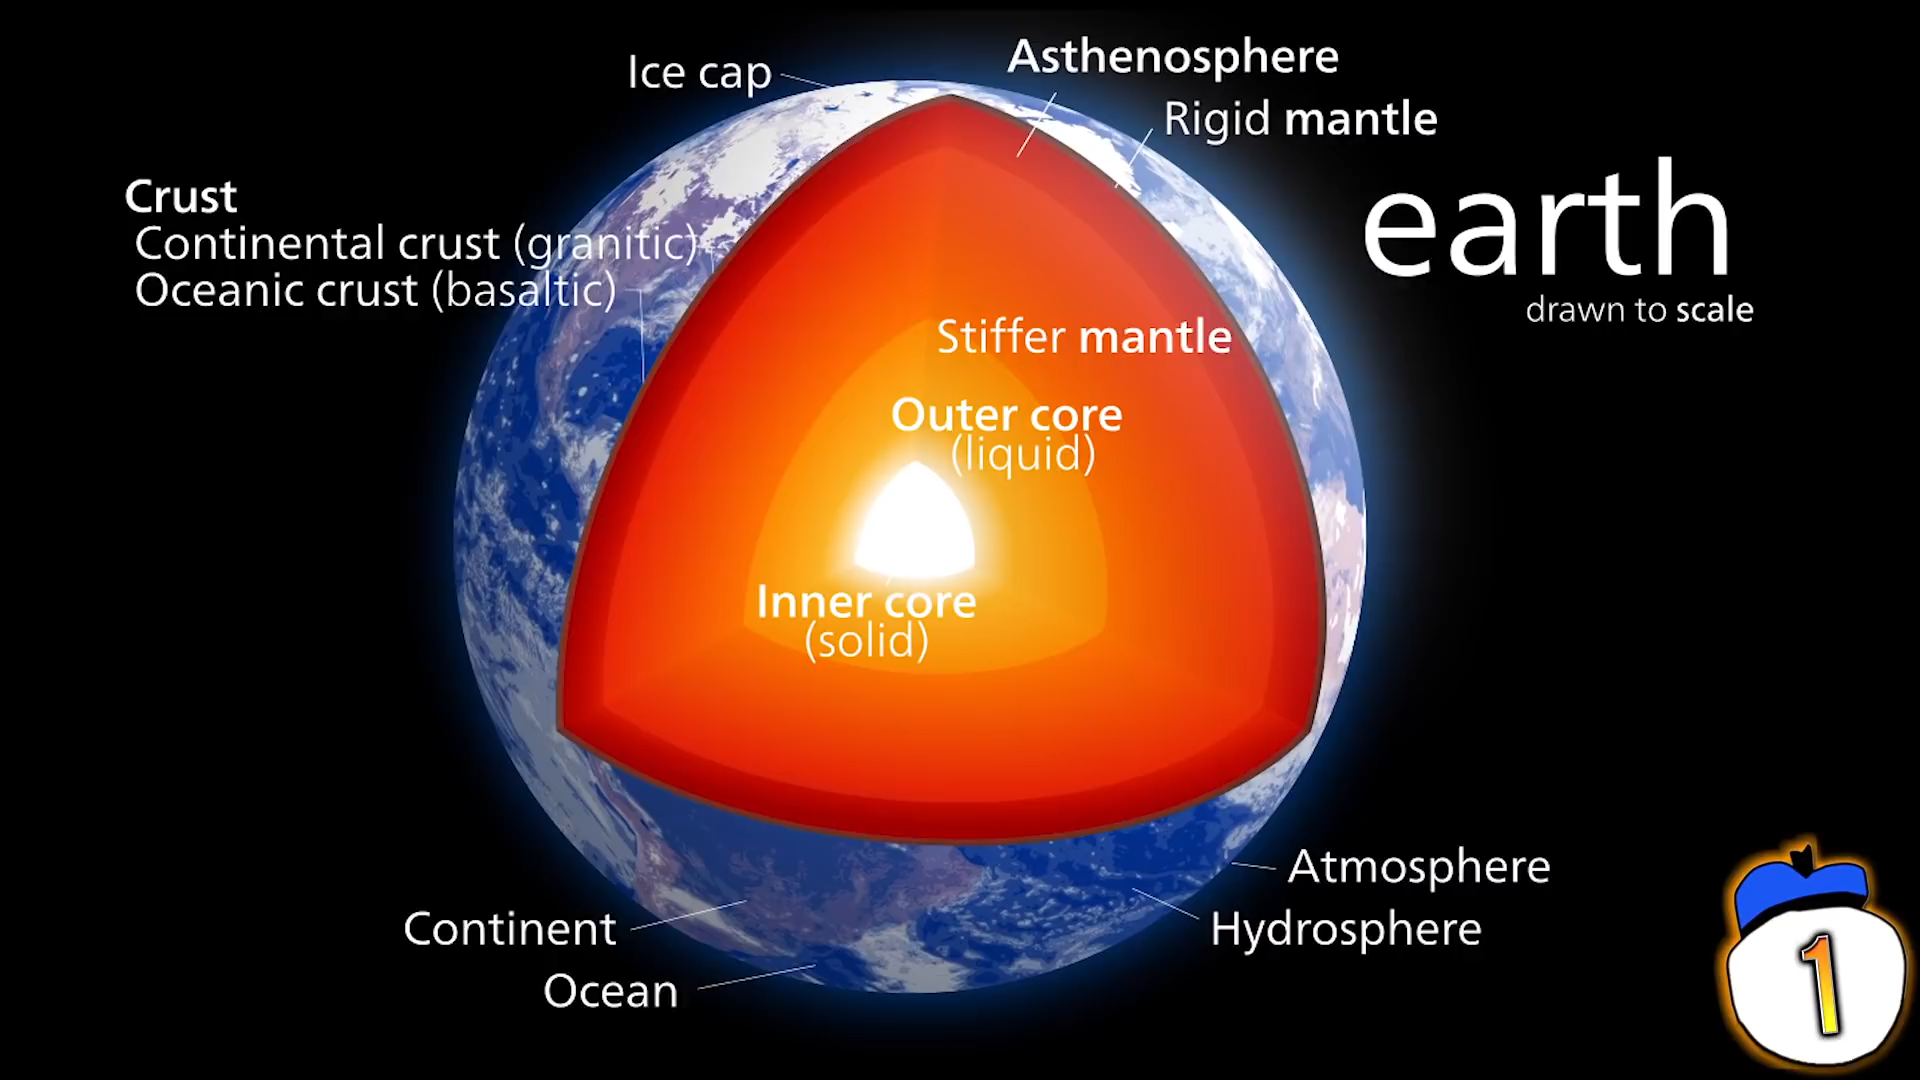 Ice cap
Asthenosphere
Rigid mantle
earth
drawn to scale
Crust
Continental crust (granitic)
Oceanic crust (basaltic)
Stiffer mantle
Outer core
(liquid)
Inner core
(solid)
Atmosphere
Hydrosphere
Continent
Ocean
1